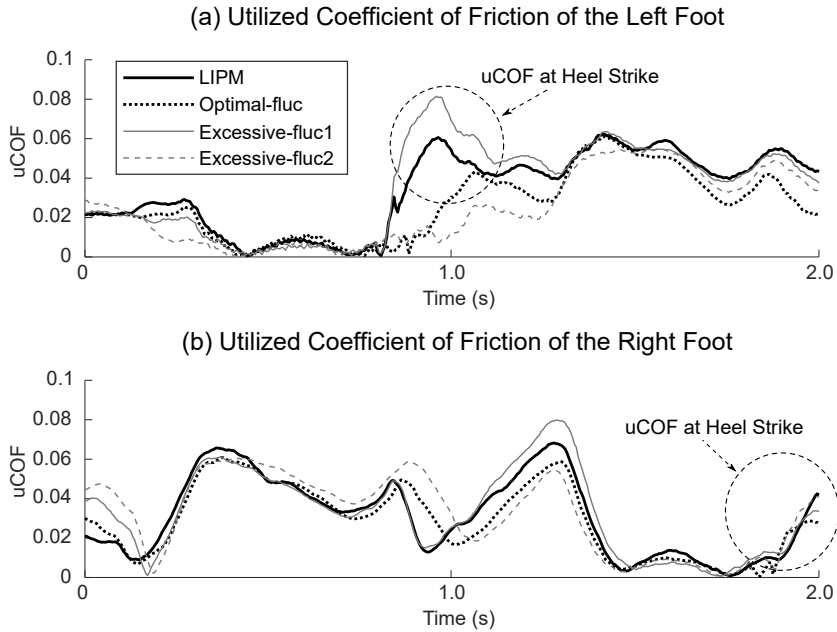 (a) Utilized Coefficient of Friction of the Left Foot
0.1
0.08
0.06
0.04
0.02
0
uCOF
LIPM
Optimal-fluc
Excessive-fluc1
Excessive-fluc2
uCOF at Heel Strike
0
1.0
2.0
Time (s)
(b) Utilized Coefficient of Friction of the Right Foot
0.1
0.08
0.06
0.04
0.02
0
uCOF
uCOF at Heel Strike
0
1.0
2.0
Time (s)